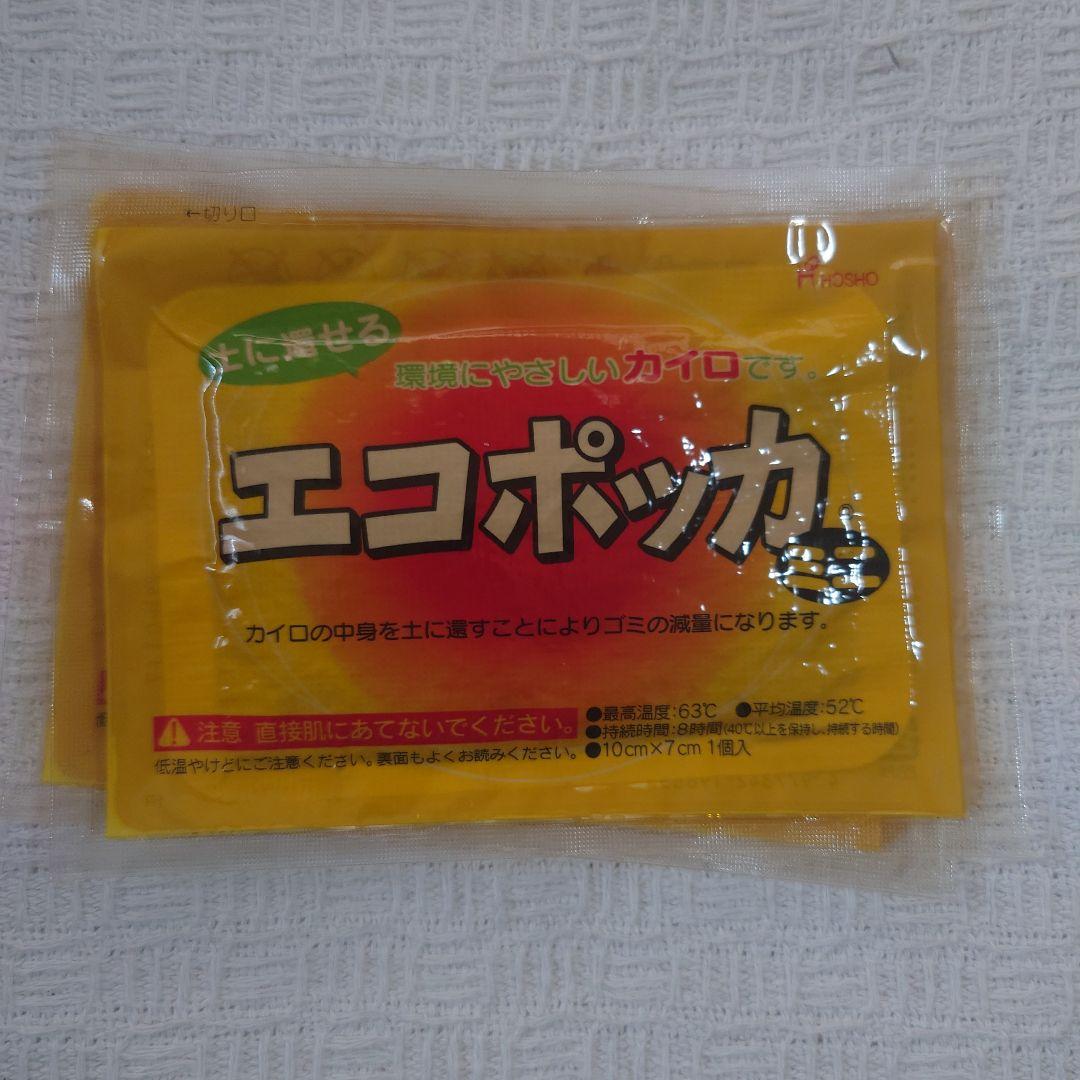 ←切り口
HOSHO
土に還せる
環境にやさしいカイロです。
エコポッカ
ミニ
カイロの中身を土に還すことによりゴミの減量になります。
注意 直接肌にあてないでください。
低温やけどにご注意ください。裏面もよくお読みください。
●最高温度:63℃ ●平均温度:52℃
●持続時間:8時間(40℃以上を保持し、持続する時間)
●10cm×7cm 1個入